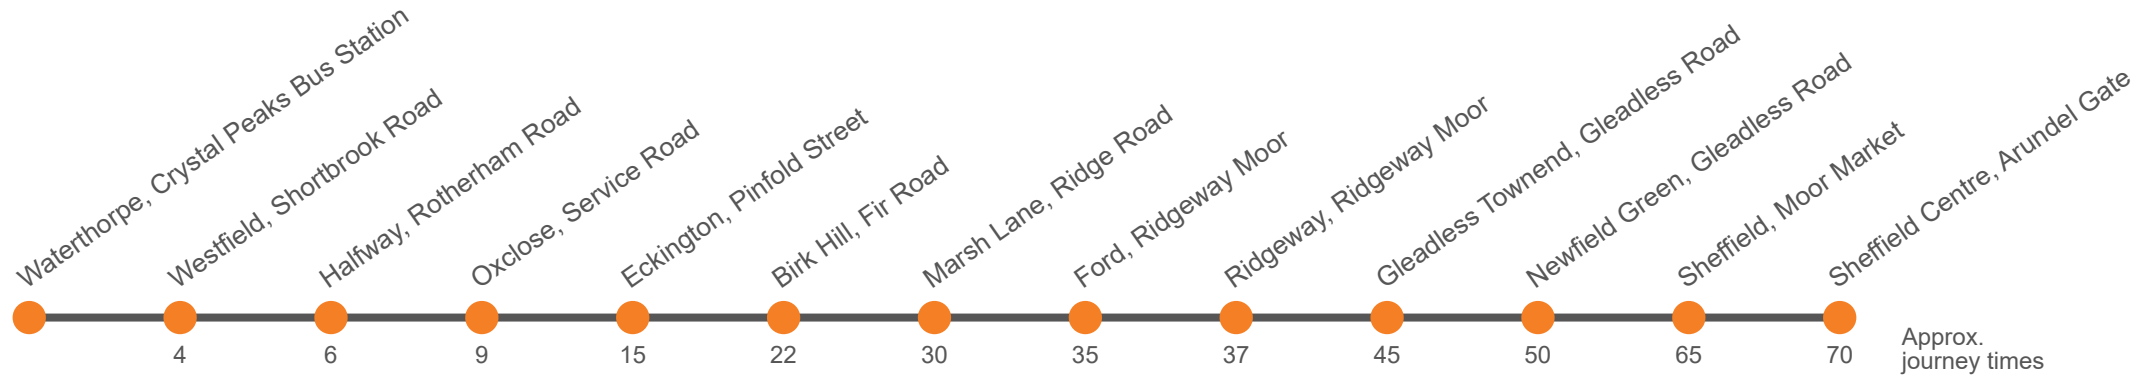 Waterthorpe, Crystal Peaks Bus Station
Westfield, Shortbrook Road
Halfway, Rotherham Road
Oxclose, Service Road
Eckington, Pinfold Street
Birk Hill, Fir Road
Marsh Lane, Ridge Road
Ford, Ridgeway Moor
Ridgeway, Ridgeway Moor
Gleadless Townend, Gleadless Road
Newfield Green, Gleadless Road
Sheffield, Moor Market
Sheffield Centre, Arundel Gate
4 6 9 15 22 30 35 37 45 50 65 70
Approx.
journey times